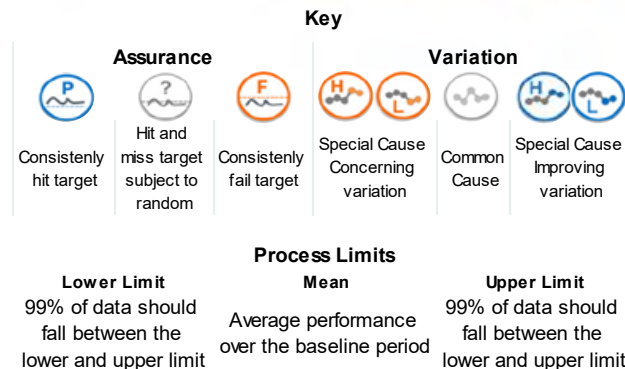 Key
Assurance
Variation
P
?
F
H
L
H
L
Consistenly
hit target
Hit and
miss target
subject to
random
Consistenly
fail target
Special Cause
Concerning
variation
Common
Cause
Special Cause
Improving
variation
Process Limits
Lower Limit
99% of data should
fall between the
lower and upper limit
Mean
Average performance
over the baseline period
Upper Limit
99% of data should
fall between the
lower and upper limit